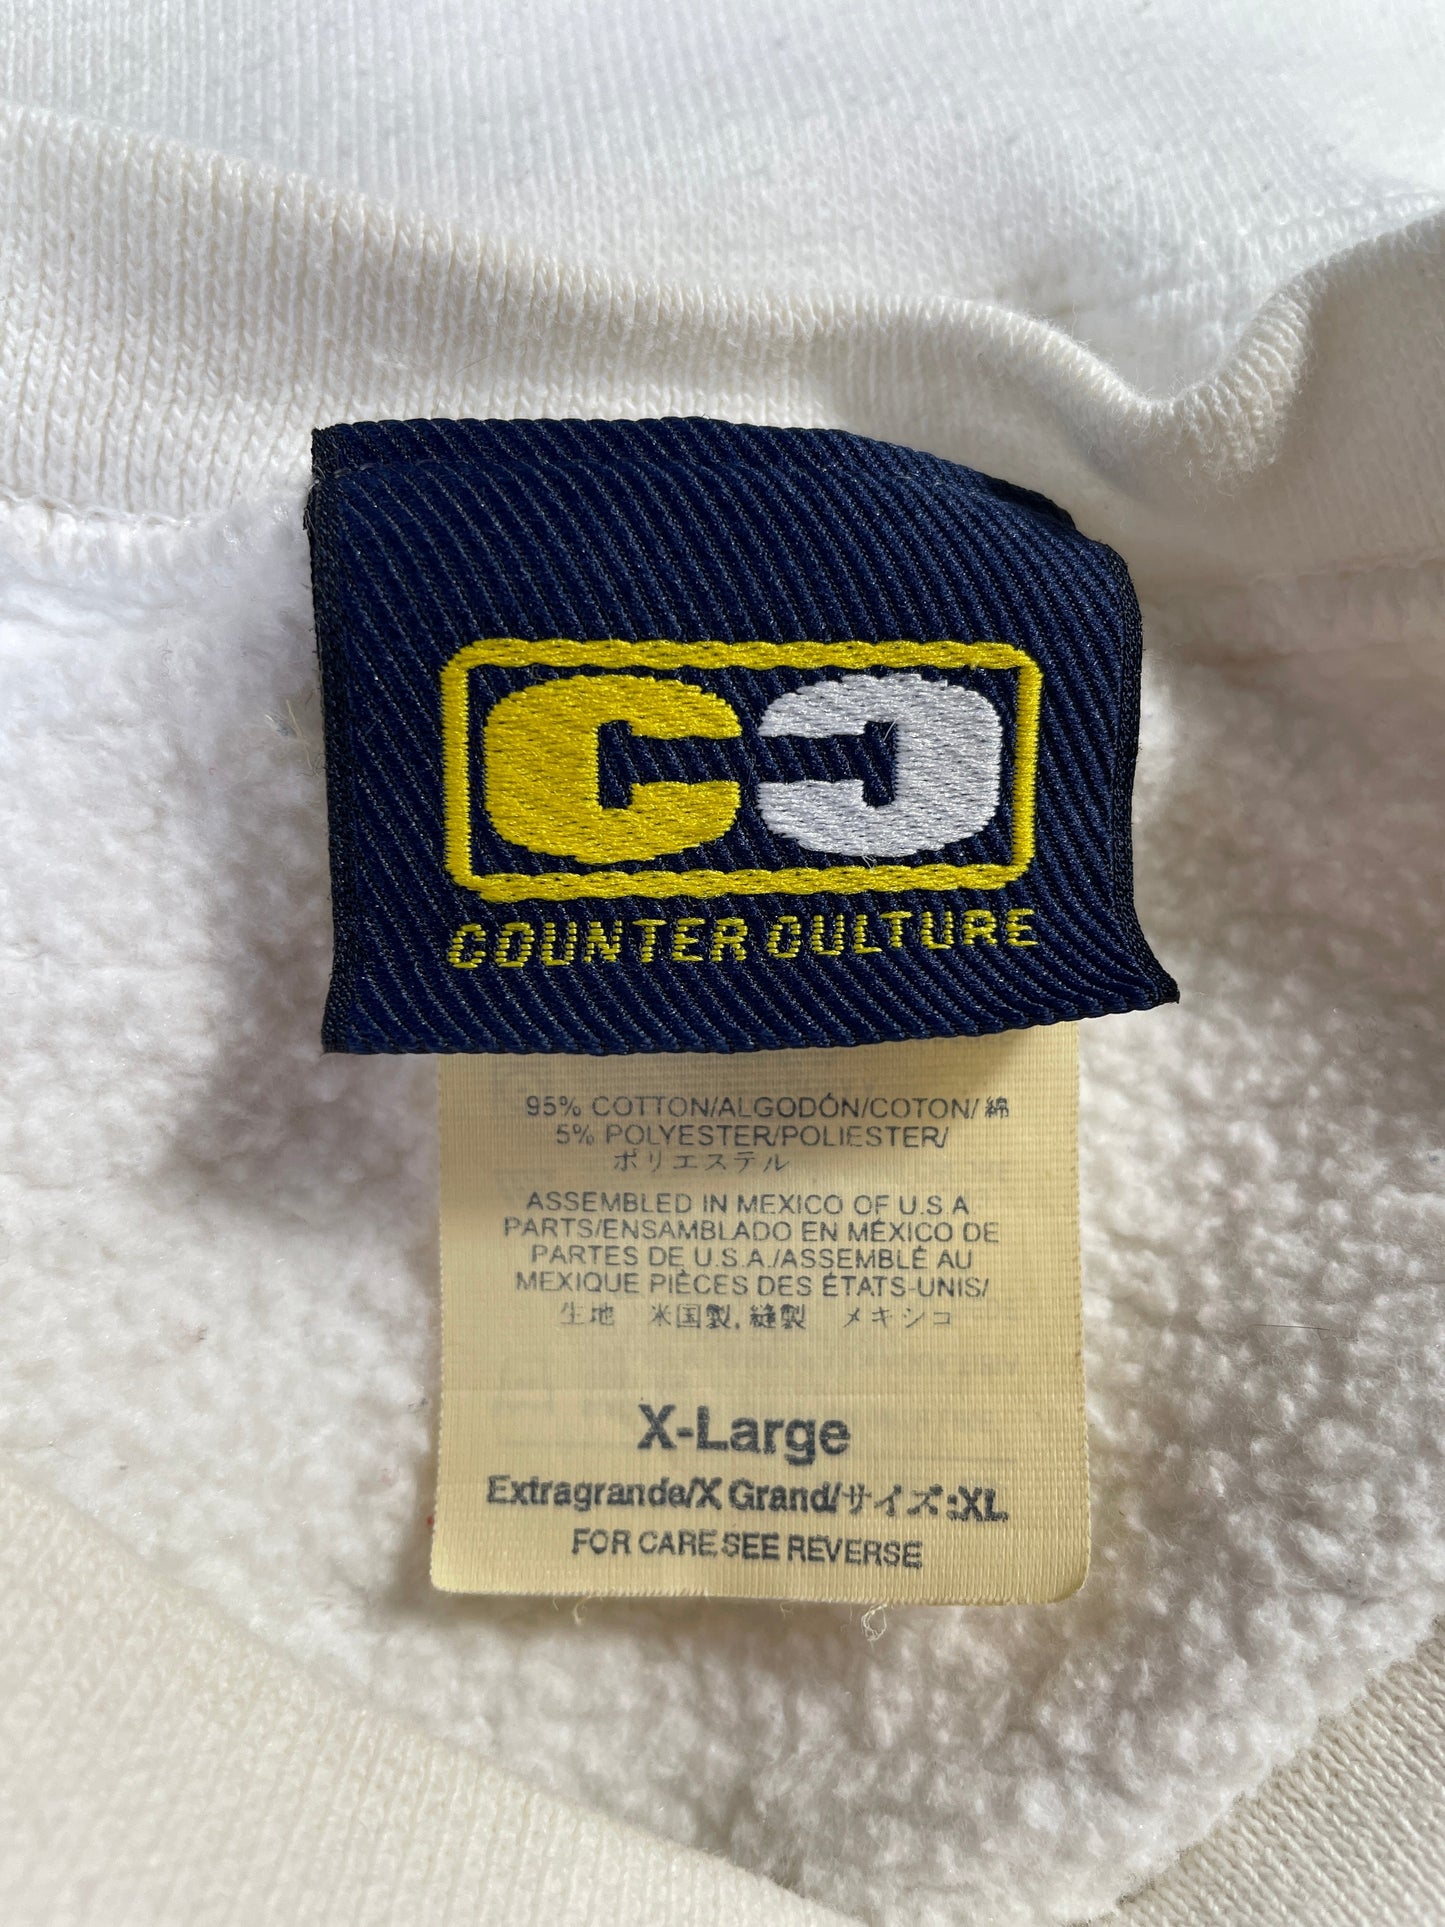 CC
COUNTER CULTURE
95% COTTON/ALGODÓN/COTON/綿
5% POLYESTER/POLIESTER/
ポリエステル
ASSEMBLED IN MEXICO OF U.S.A
PARTS/ENSAMBLADO EN MÉXICO DE
PARTES DE U.S.A./ASSEMBLÉ AU
MEXIQUE PIÈCES DES ÉTATS-UNIS/
生地 米国製, 縫製 メキシコ
X-Large
Extragrande/X Grand/サイズ:XL
FOR CARE SEE REVERSE